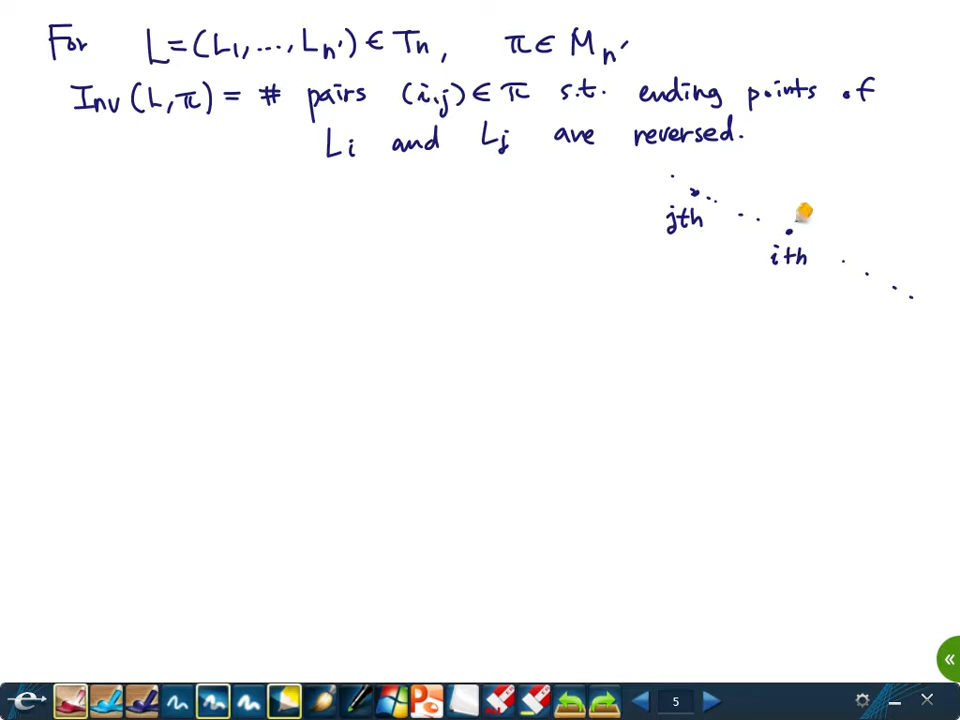 For L = (L1, ..., Ln') ∈ Tn, π ∈ Mn'
Inv (L, π) = # pairs (i.j) ∈ π s.t. ending points of
Li and Lj are reversed.
jth
ith
5